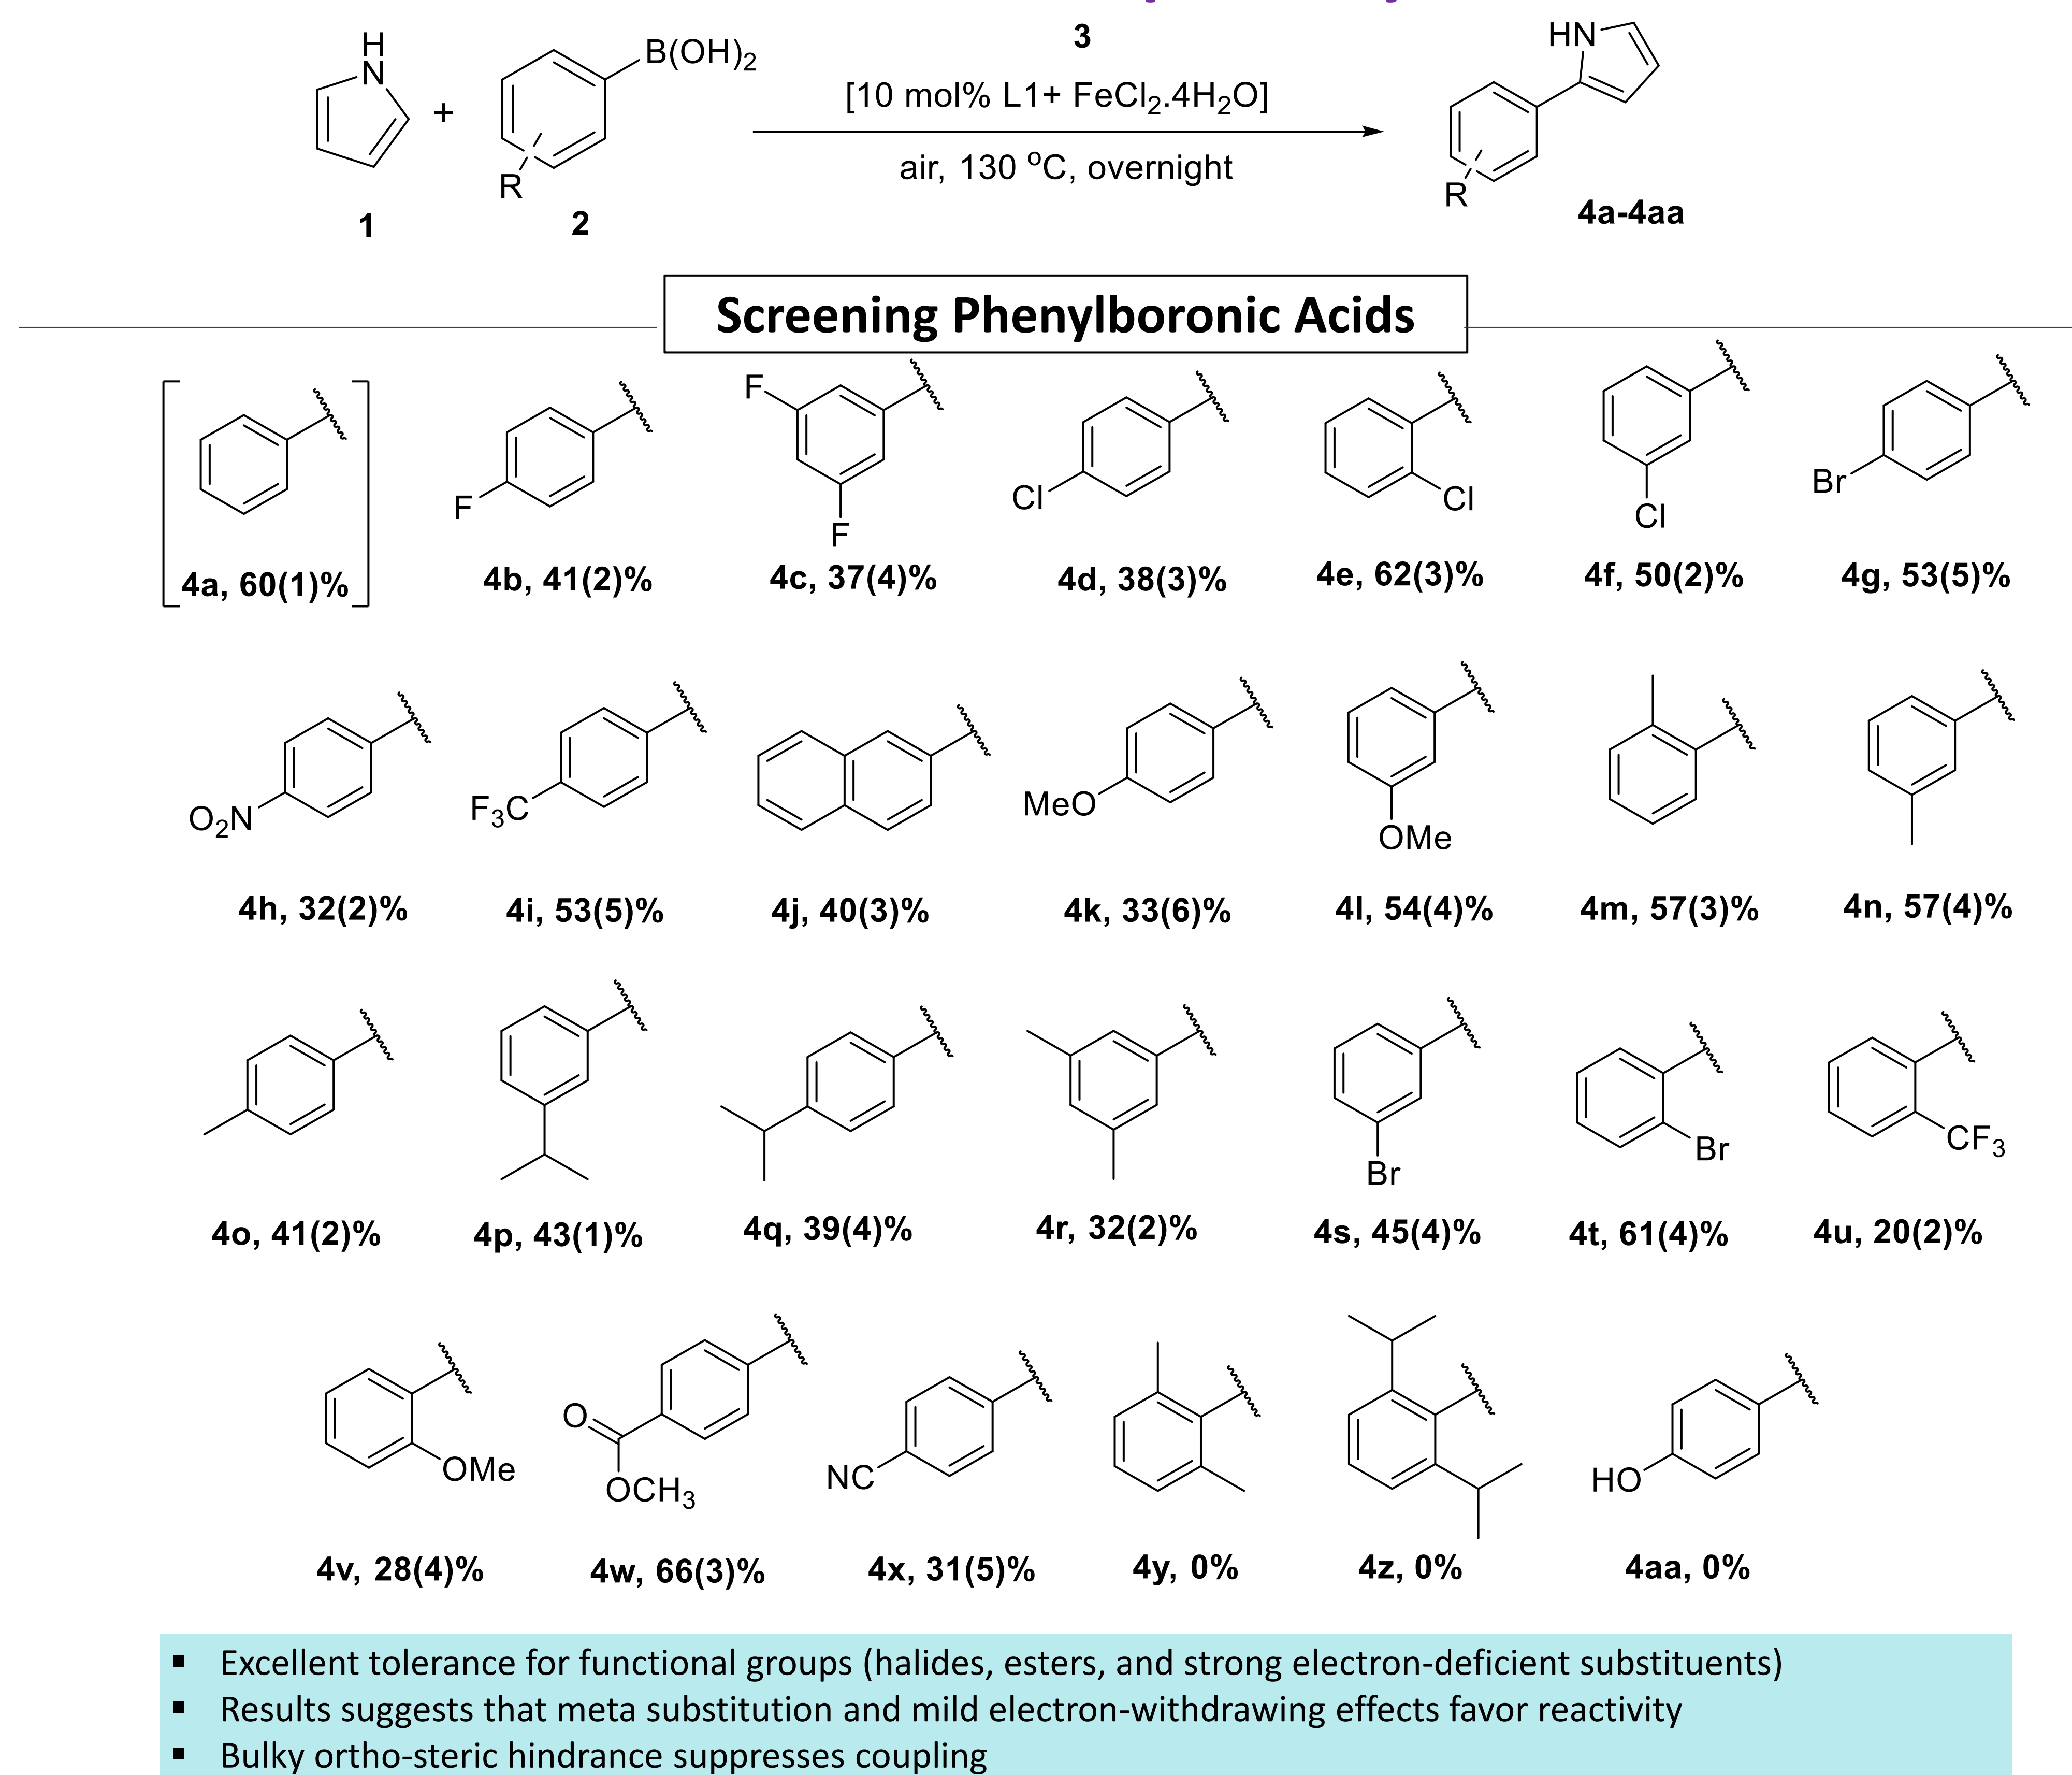 H
N
+
B(OH)2
R
1
2
3
[10 mol% L1+ FeCl2.4H2O]
air, 130 oC, overnight
HN
R
4a-4aa
Screening Phenylboronic Acids
4a, 60(1)%
F
4b, 41(2)%
F
F
4c, 37(4)%
Cl
4d, 38(3)%
Cl
4e, 62(3)%
Cl
4f, 50(2)%
Br
4g, 53(5)%
O2N
4h, 32(2)%
F3C
4i, 53(5)%
4j, 40(3)%
MeO
4k, 33(6)%
OMe
4l, 54(4)%
4m, 57(3)%
4n, 57(4)%
4o, 41(2)%
4p, 43(1)%
4q, 39(4)%
4r, 32(2)%
Br
4s, 45(4)%
Br
4t, 61(4)%
CF3
4u, 20(2)%
OMe
4v, 28(4)%
O
OCH3
4w, 66(3)%
NC
4x, 31(5)%
4y, 0%
4z, 0%
HO
4aa, 0%
▪ Excellent tolerance for functional groups (halides, esters, and strong electron-deficient substituents)
▪ Results suggests that meta substitution and mild electron-withdrawing effects favor reactivity
▪ Bulky ortho-steric hindrance suppresses coupling